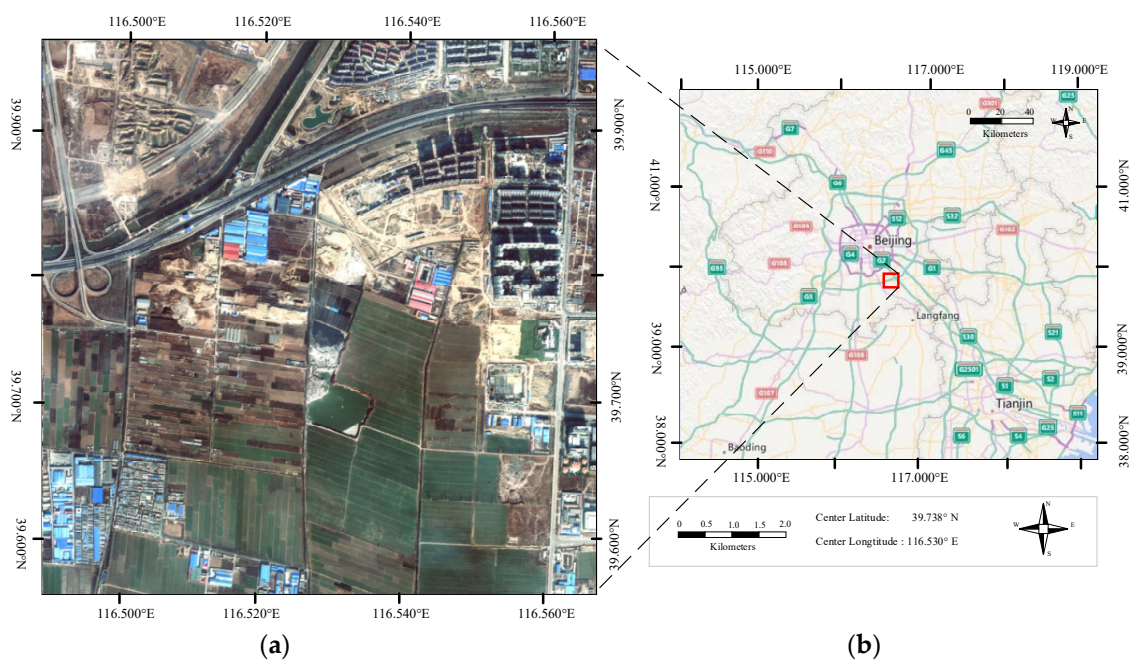 116.500°E 116.520°E 116.540°E 116.560°E
39.900°N
39.700°N
39.600°N
39.900°N
39.700°N
39.600°N
116.500°E 116.520°E 116.540°E 116.560°E
(a)
115.000°E 117.000°E 119.000°E
41.000°N
39.000°N
38.000°N
G101
G25
0 20 40
Kilometers
N
W E
S
G7
G110
G45
G6
S12
S32
G109
G102
Beijing
G4
G2
G95
G108
G1
G5
Langfang
S30
S21
G106
G2501
G107
S1
S2
Tianjin
S11
G25
S6
S4
Baoding
41.000°N
39.000°N
38.000°N
115.000°E 117.000°E
0 0.5 1.0 1.5 2.0
Kilometers
Center Latitude: 39.738° N
Center Longtitude : 116.530° E
N
W E
S
(b)